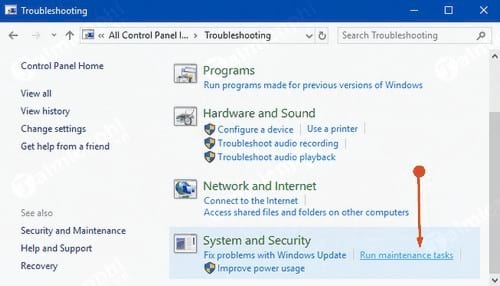 Troubleshooting
All Control Panel I... > Troubleshooting
Search Troubleshooting
Control Panel Home
View all
View history
Change settings
Get help from a friend
See also
Security and Maintenance
Help and Support
Recovery
Programs
Run programs made for previous versions of Windows
Hardware and Sound
Configure a device | Use a printer
Troubleshoot audio recording
Troubleshoot audio playback
Network and Internet
Connect to the Internet
Access shared files and folders on other computers
System and Security
Fix problems with Windows Update | Run maintenance tasks
Improve power usage